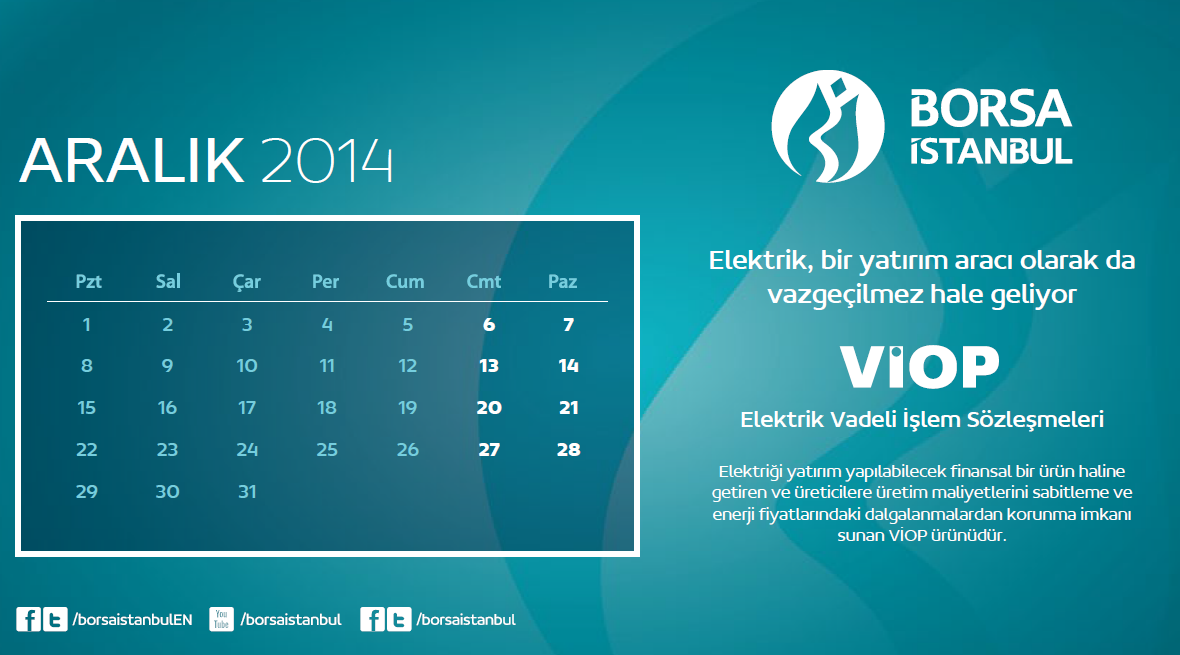 ARALIK 2014
Pzt Sal Çar Per Cum Cmt Paz
1 2 3 4 5 6 7
8 9 10 11 12 13 14
15 16 17 18 19 20 21
22 23 24 25 26 27 28
29 30 31
BORSA
İSTANBUL
Elektrik, bir yatırım aracı olarak da
vazgeçilmez hale geliyor
VİOP
Elektrik Vadeli İşlem Sözleşmeleri
Elektriği yatırım yapılabilecek finansal bir ürün haline
getiren ve üreticilere üretim maliyetlerini sabitleme ve
enerji fiyatlarındaki dalgalanmalardan korunma imkanı
sunan VİOP ürünüdür.
f t /borsaistanbulEN You Tube /borsaistanbul f t /borsaistanbul